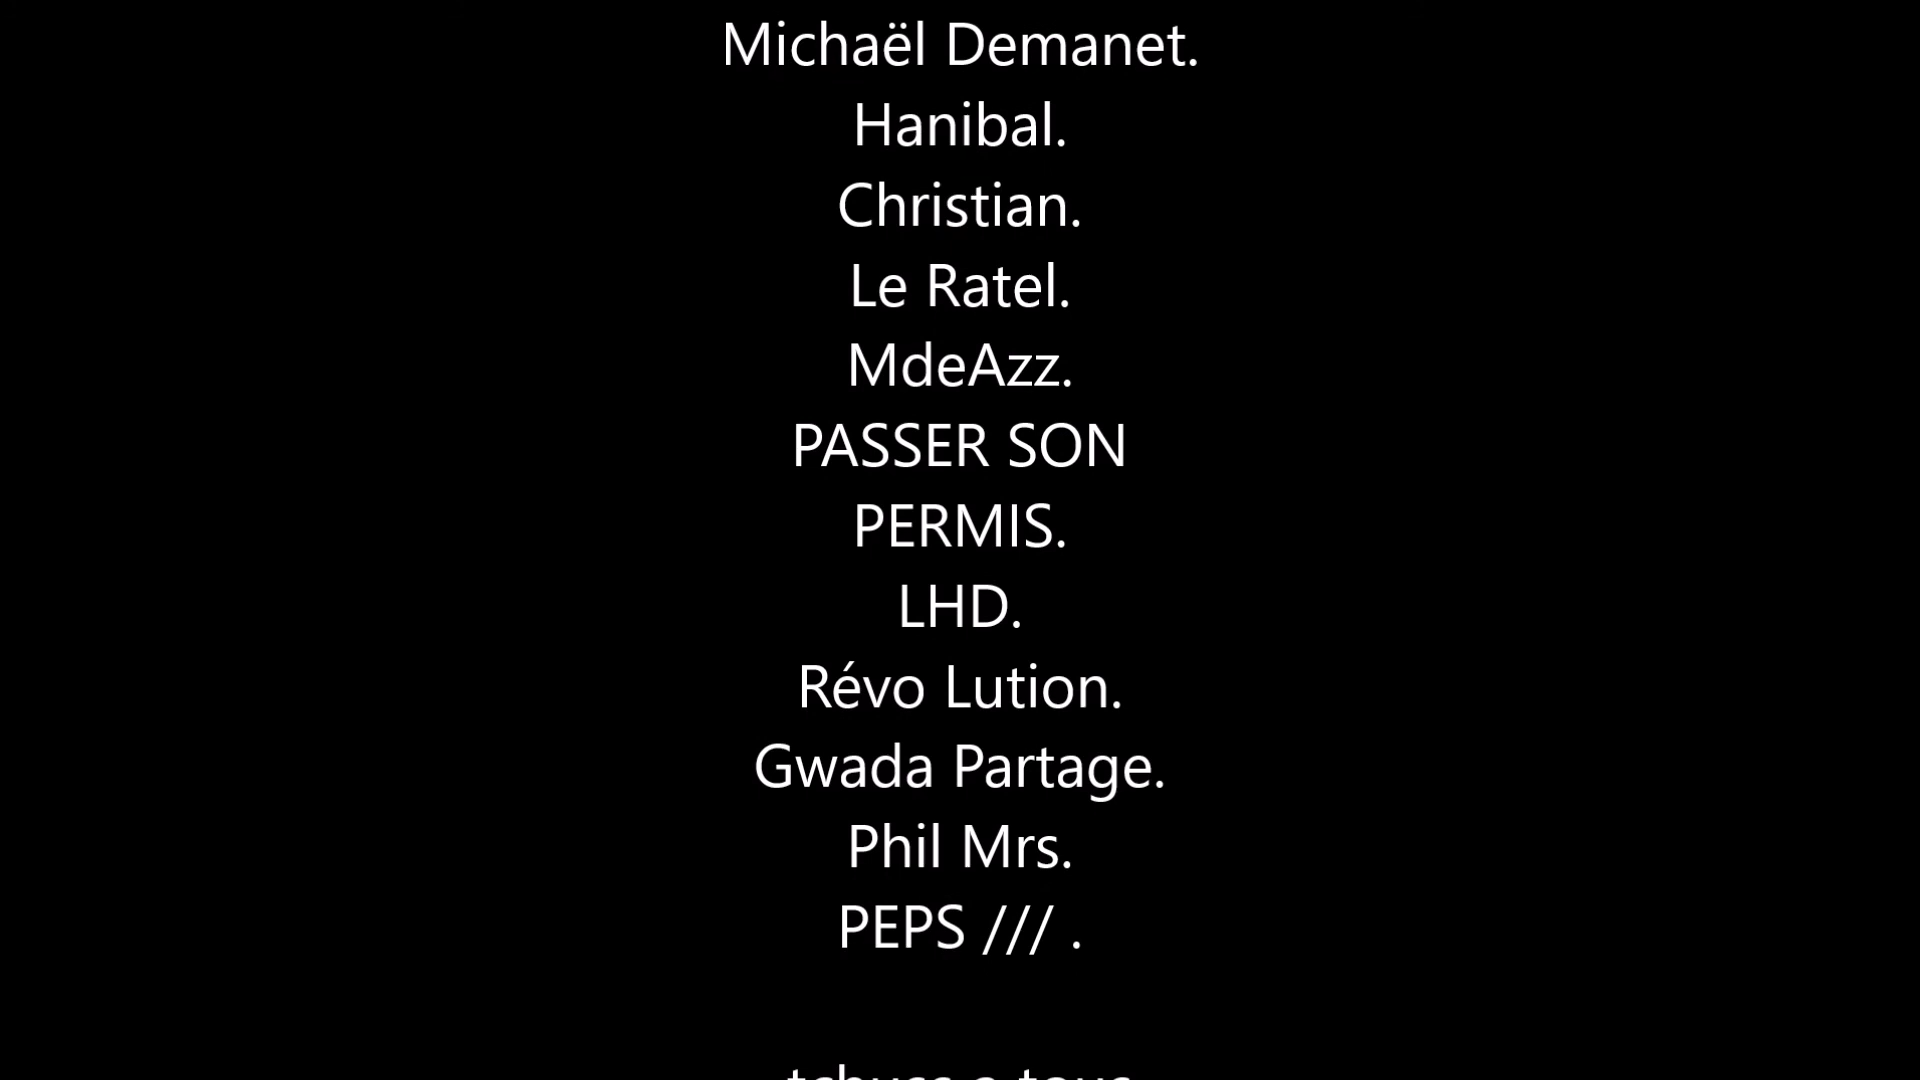 Michaël Demanet.
Hanibal.
Christian.
Le Ratel.
MdeAzz.
PASSER SON
PERMIS.
LHD.
Révo Lution.
Gwada Partage.
Phil Mrs.
PEPS /// .